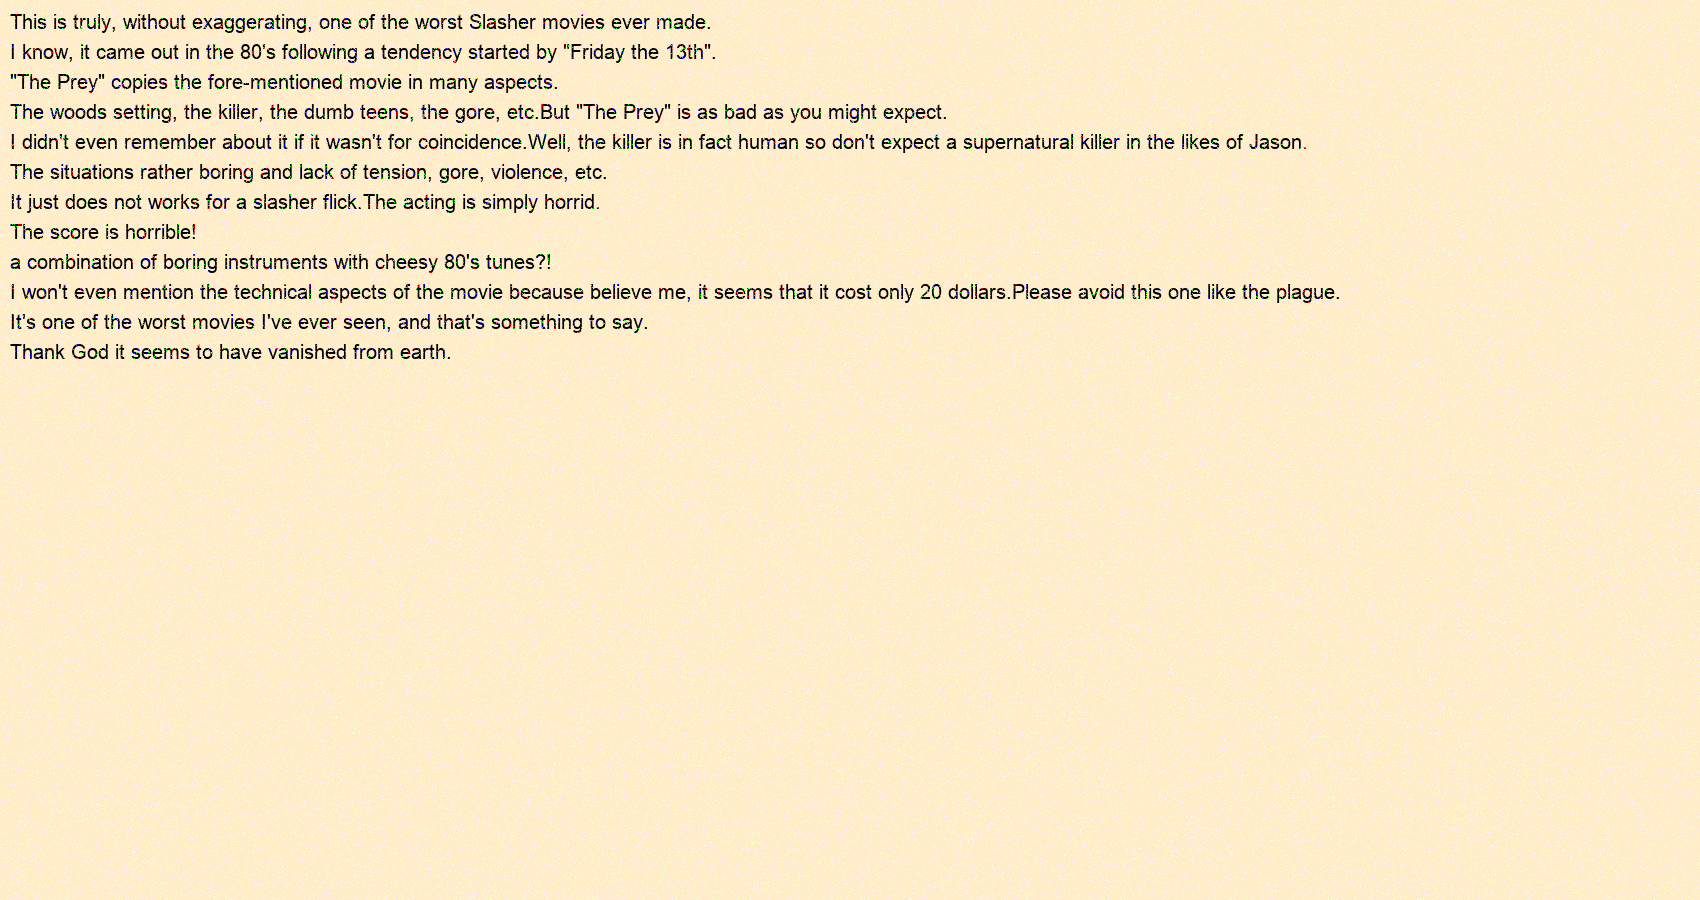 This is truly, without exaggerating, one of the worst Slasher movies ever made.
I know, it came out in the 80's following a tendency started by "Friday the 13th".
"The Prey" copies the fore-mentioned movie in many aspects.
The woods setting, the killer, the dumb teens, the gore, etc.But "The Prey" is as bad as you might expect.
I didn't even remember about it if it wasn't for coincidence.Well, the killer is in fact human so don't expect a supernatural killer in the likes of Jason.
The situations rather boring and lack of tension, gore, violence, etc.
It just does not works for a slasher flick.The acting is simply horrid.
The score is horrible!
a combination of boring instruments with cheesy 80's tunes?!
I won't even mention the technical aspects of the movie because believe me, it seems that it cost only 20 dollars.Please avoid this one like the plague.
It's one of the worst movies I've ever seen, and that's something to say.
Thank God it seems to have vanished from earth.